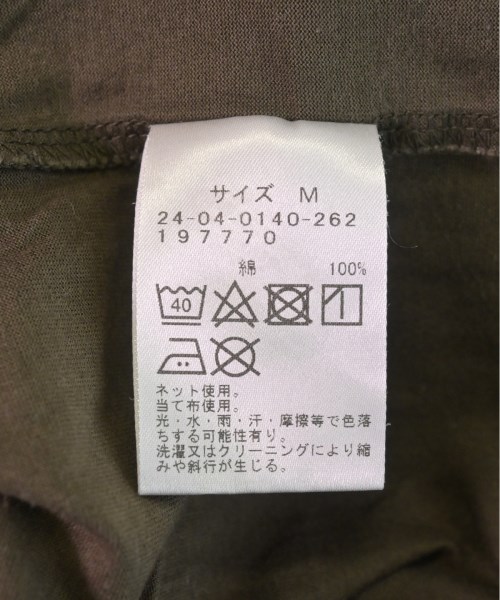 サイズ M
24-04-0140-262
197770
綿 100%
40
ネット使用。
当て布使用。
光・水・雨・汗・摩擦等で色落
ちする可能性有り。
洗濯又はクリーニングにより縮
みや斜行が生じる。